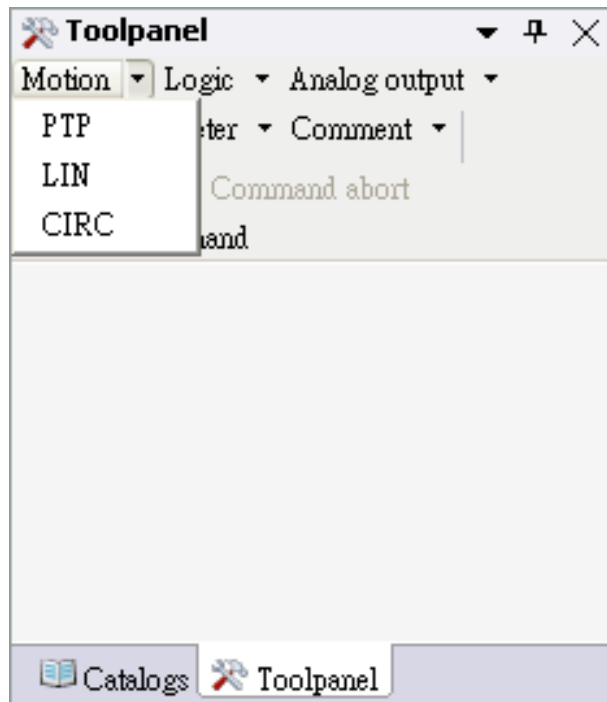 Toolpanel
Motion Logic Analog output
PTP
Comment
LIN
Command abort
CIRC
Catalogs Toolpanel